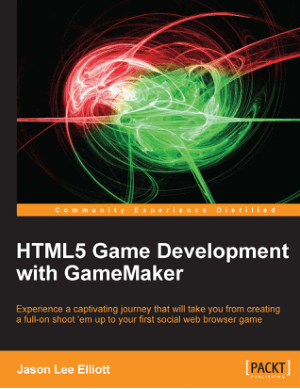 Community Experience Distilled
HTML5 Game Development
with GameMaker
Experience a captivating journey that will take you from creating
a full-on shoot 'em up to your first social web browser game
Jason Lee Elliott
[PACKT]
PUBLISHING